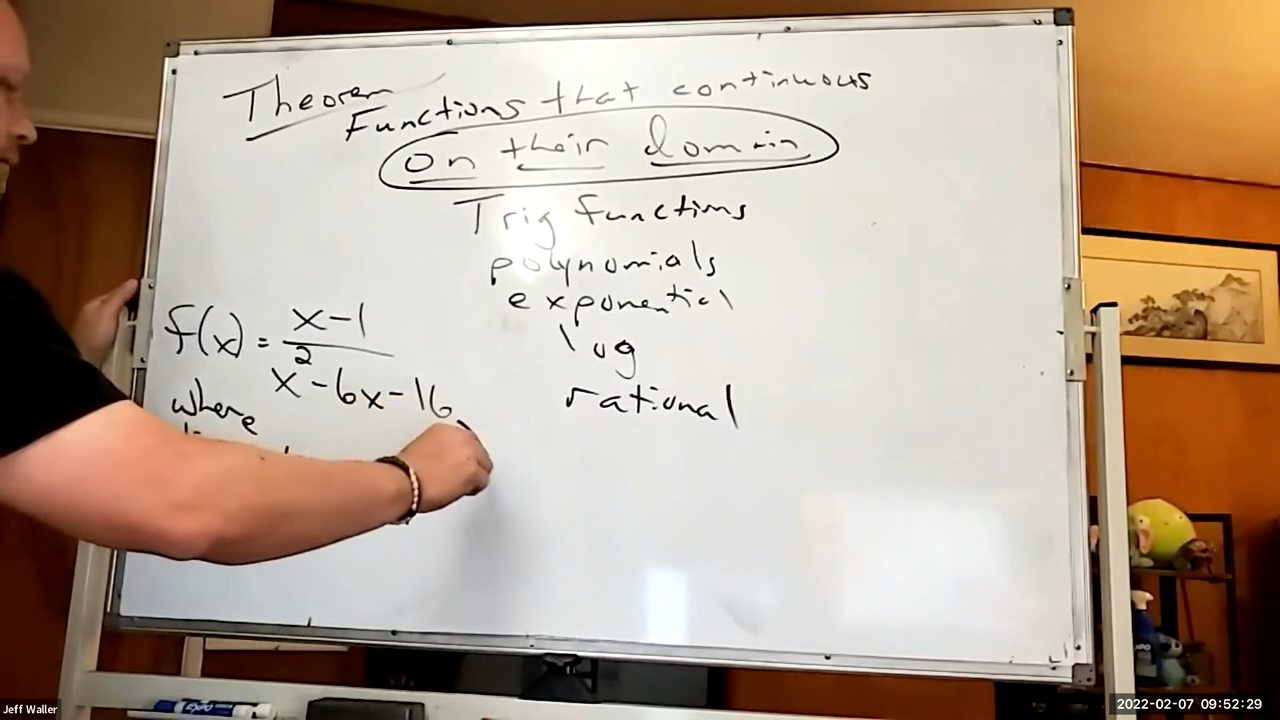 Theorem
Functions that continuous
on their domain
Trig functions
polynomials
exponential
log
rational
f(x) = x-1
x²-6x-16
where
Jeff Waller
2022-02-07 09:52:29
EXPO